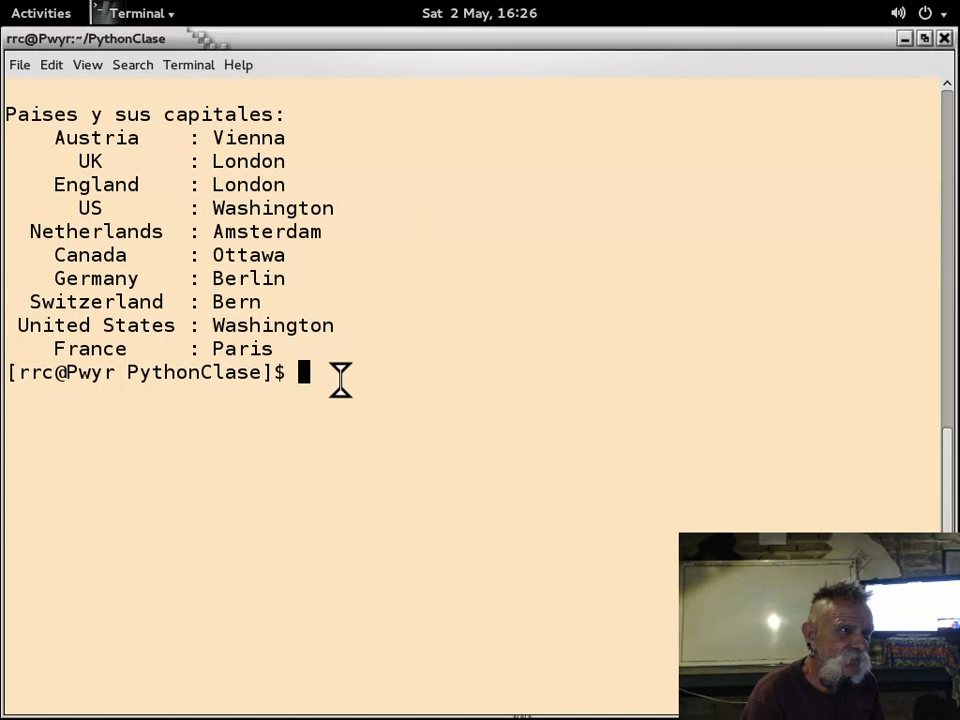 Activities Terminal Sat 2 May, 16:26
rrc@Pwyr:~/PythonClase
File Edit View Search Terminal Help
Paises y sus capitales:
Austria : Vienna
UK : London
England : London
US : Washington
Netherlands : Amsterdam
Canada : Ottawa
Germany : Berlin
Switzerland : Bern
United States : Washington
France : Paris
[rrc@Pwyr PythonClase]$